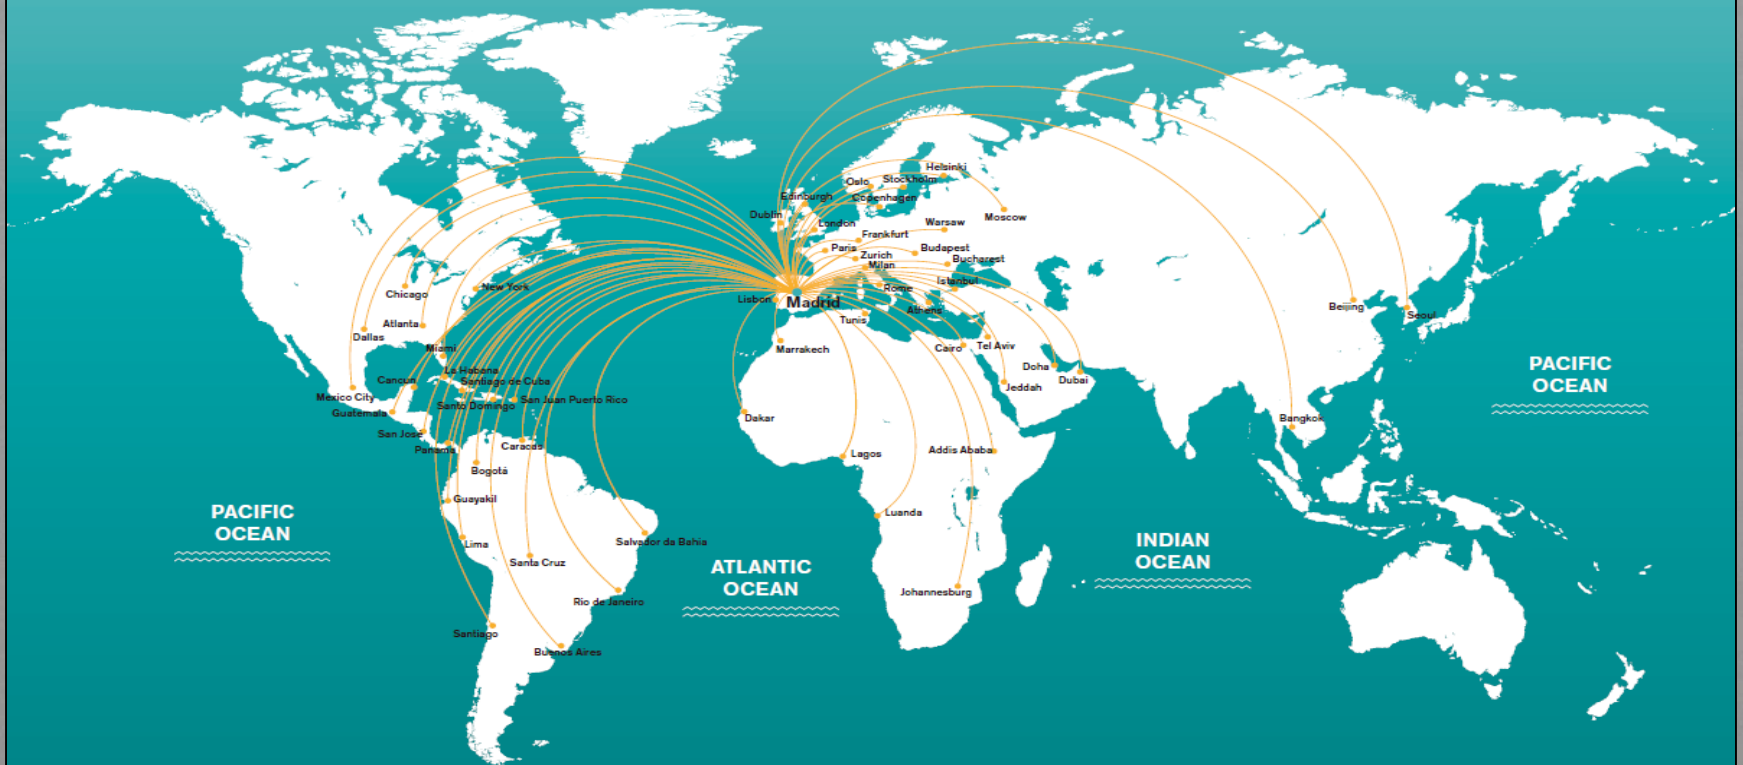 Helsinki
Oslo
Stockholm
Edinburgh
Copenhagen
Dublin
London
Warsaw
Moscow
Frankfurt
Paris
Budapest
Zurich
Milan
Bucharest
Istanbul
Rome
Chicago
New York
Lisbon
Madrid
Athens
Tunis
Beijing
Seoul
Atlanta
Dallas
Miami
Marrakech
Cairo
Tel Aviv
PACIFIC
OCEAN
La Habana
Cancun
Santiago de Cuba
Doha
Dubai
Jeddah
Mexico City
Santo Domingo
San Juan Puerto Rico
Guatemala
Dakar
Bangkok
San José
Panama
Caracas
Lagos
Addis Ababa
Bogotá
Guayakil
PACIFIC
OCEAN
Luanda
Lima
Salvador da Bahia
INDIAN
OCEAN
Santa Cruz
ATLANTIC
OCEAN
Rio de Janeiro
Johannesburg
Santiago
Buenos Aires